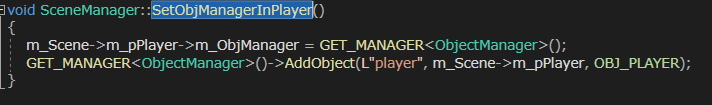 void SceneManager::SetObjManagerInPlayer()
{
m_Scene->m_pPlayer->m_ObjManager = GET_MANAGER<ObjectManager>();
GET_MANAGER<ObjectManager>()->AddObject(L"player", m_Scene->m_pPlayer, OBJ_PLAYER);
}